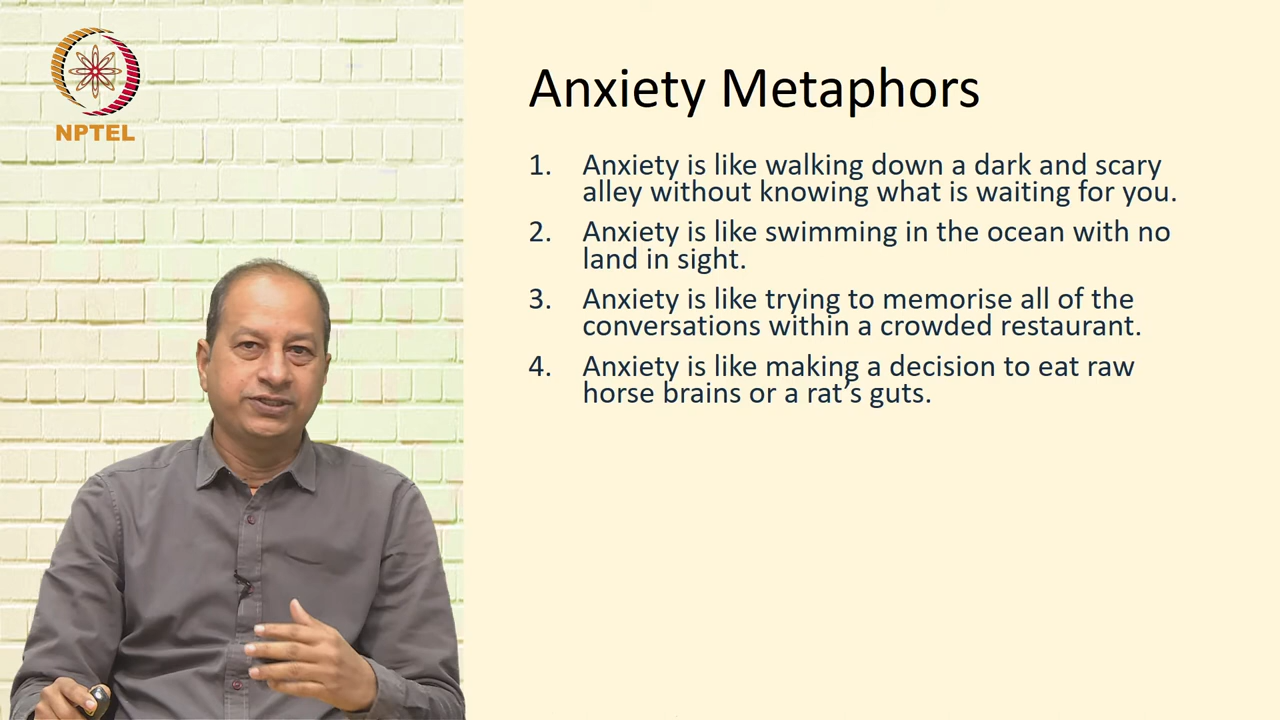 NPTEL
Anxiety Metaphors
1. Anxiety is like walking down a dark and scary
alley without knowing what is waiting for you.
2. Anxiety is like swimming in the ocean with no
land in sight.
3. Anxiety is like trying to memorise all of the
conversations within a crowded restaurant.
4. Anxiety is like making a decision to eat raw
horse brains or a rat’s guts.